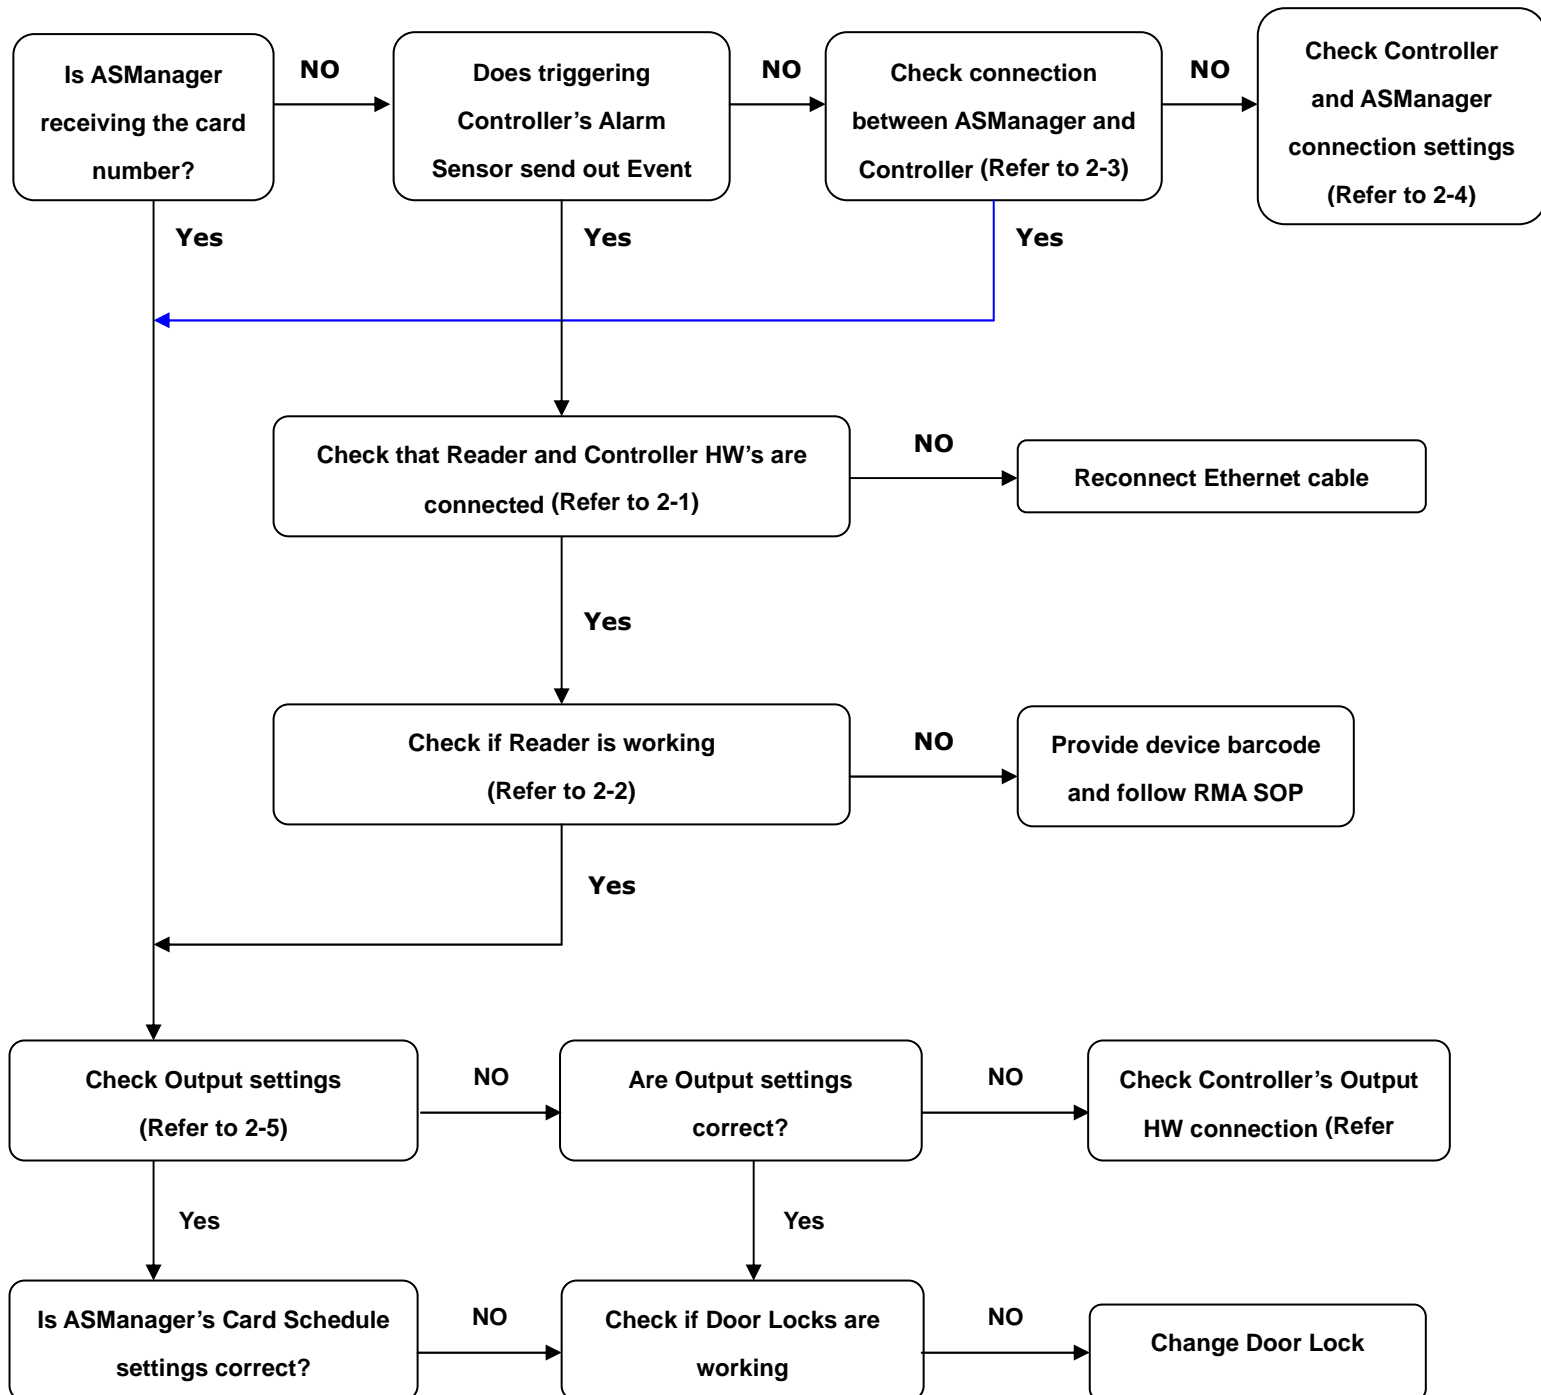 Is ASManager
receiving the card
number?
NO
Does triggering
Controller’s Alarm
Sensor send out Event
NO
Check connection
between ASManager and
Controller (Refer to 2-3)
NO
Check Controller
and ASManager
connection settings
(Refer to 2-4)
Yes
Yes
Yes
Check that Reader and Controller HW’s are
connected (Refer to 2-1)
NO
Reconnect Ethernet cable
Yes
Check if Reader is working
(Refer to 2-2)
NO
Provide device barcode
and follow RMA SOP
Yes
Check Output settings
(Refer to 2-5)
NO
Are Output settings
correct?
NO
Check Controller’s Output
HW connection (Refer
Yes
Yes
Is ASManager’s Card Schedule
settings correct?
NO
Check if Door Locks are
working
NO
Change Door Lock